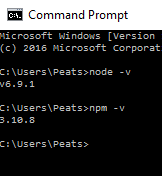 Command Prompt
Microsoft Windows [Version
(c) 2016 Microsoft Corporat
C:\Users\Peats>node -v
v6.9.1
C:\Users\Peats>npm -v
3.10.8
C:\Users\Peats>